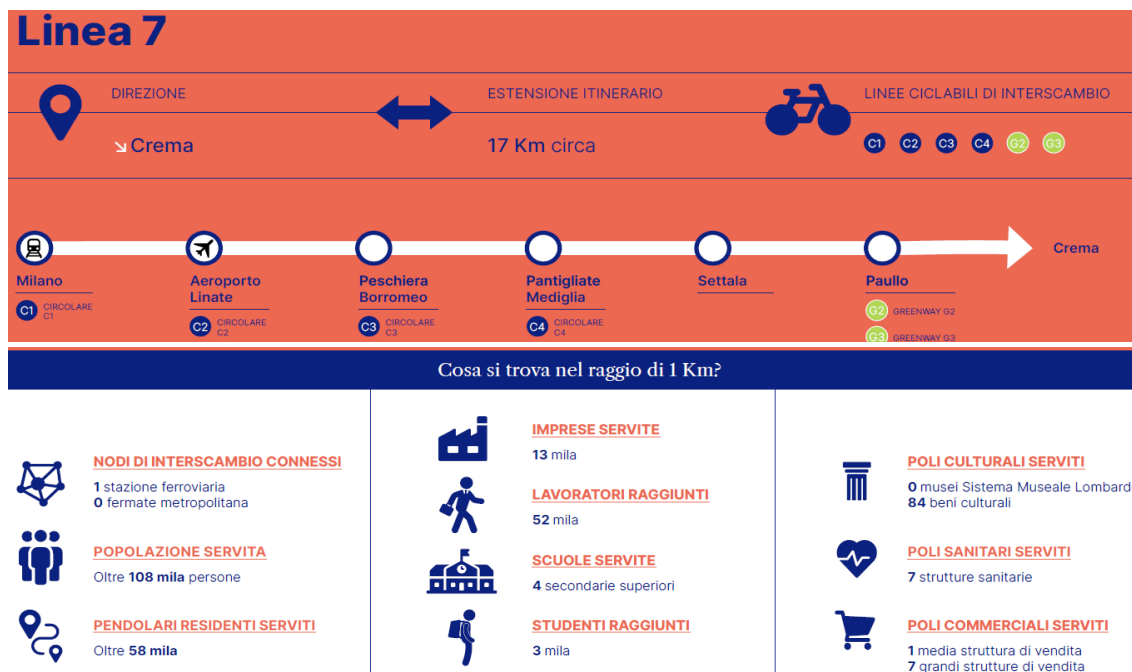 Linea 7
DIREZIONE
↘ Crema
ESTENSIONE ITINERARIO
17 Km circa
LINEE CICLABILI DI INTERSCAMBIO
C1 C2 C3 C4 G2 G3
Milano
C1 CIRCOLARE
C1
Aeroporto
Linate
C2 CIRCOLARE
C2
Peschiera
Borromeo
C3 CIRCOLARE
C3
Pantigliate
Mediglia
C4 CIRCOLARE
C4
Settala
Paullo
G2 GREENWAY G2
G3 GREENWAY G3
Crema
Cosa si trova nel raggio di 1 Km?
NODI DI INTERSCAMBIO CONNESSI
1 stazione ferroviaria
0 fermate metropolitana
POPOLAZIONE SERVITA
Oltre 108 mila persone
PENDOLARI RESIDENTI SERVITI
Oltre 58 mila
IMPRESE SERVITE
13 mila
LAVORATORI RAGGIUNTI
52 mila
SCUOLE SERVITE
4 secondarie superiori
STUDENTI RAGGIUNTI
3 mila
POLI CULTURALI SERVITI
0 musei Sistema Museale Lombard
84 beni culturali
POLI SANITARI SERVITI
7 strutture sanitarie
POLI COMMERCIALI SERVITI
1 media struttura di vendita
7 grandi strutture di vendita